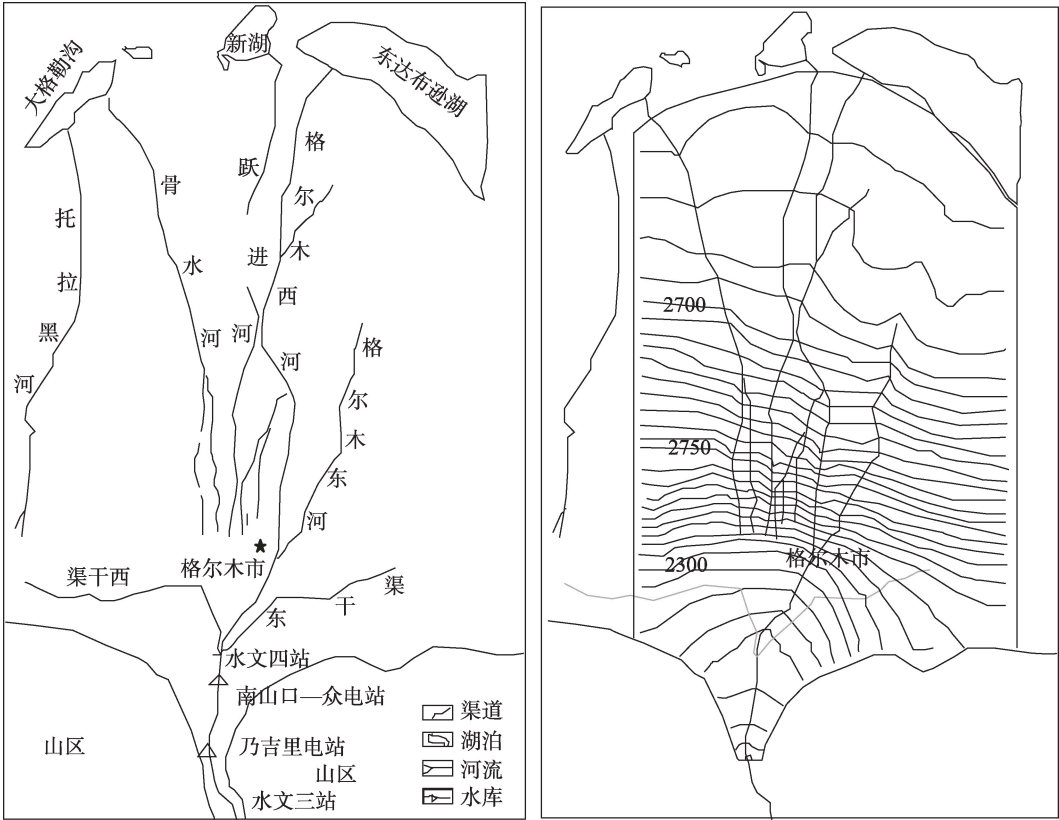 新湖
大格勒沟
东达布逊湖
托拉黑河
骨水河
跃进河
格尔木西河
格尔木东河
格尔木市
渠干西
东干渠
水文四站
南山口—众电站
乃吉里电站
山区
山区
水文三站
渠道
湖泊
河流
水库
2700
2750
2300
格尔木市